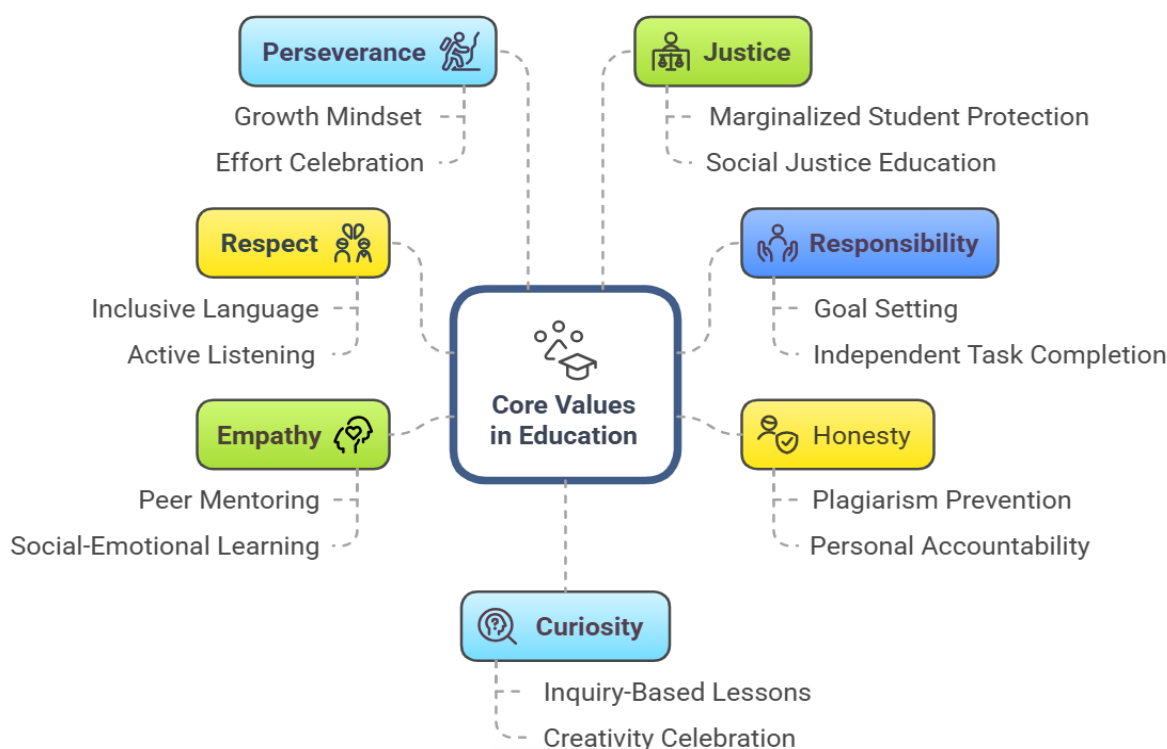 Perseverance
Growth Mindset
Effort Celebration
Justice
Marginalized Student Protection
Social Justice Education
Respect
Inclusive Language
Active Listening
Responsibility
Goal Setting
Independent Task Completion
Core Values
in Education
Empathy
Peer Mentoring
Social-Emotional Learning
Honesty
Plagiarism Prevention
Personal Accountability
Curiosity
Inquiry-Based Lessons
Creativity Celebration